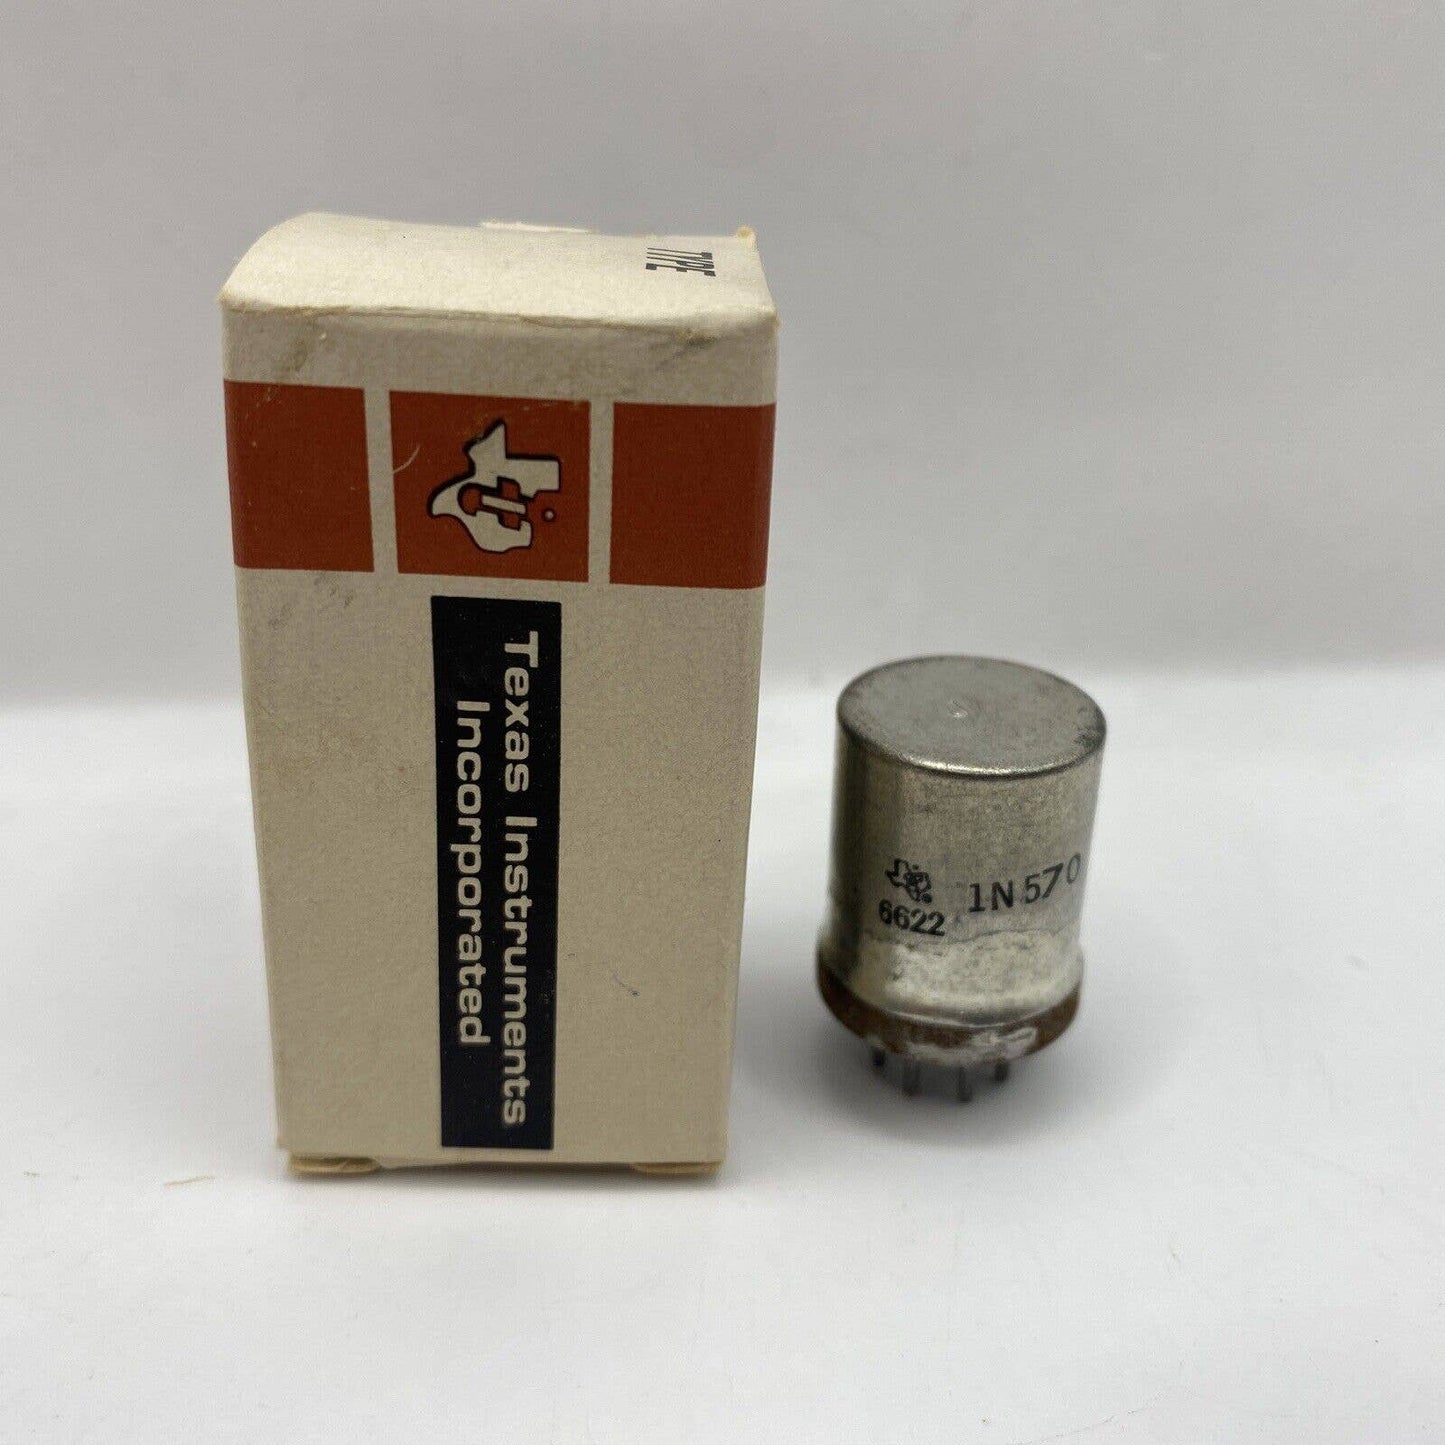 TYPE
Texas Instruments
Incorporated
1N570
6622